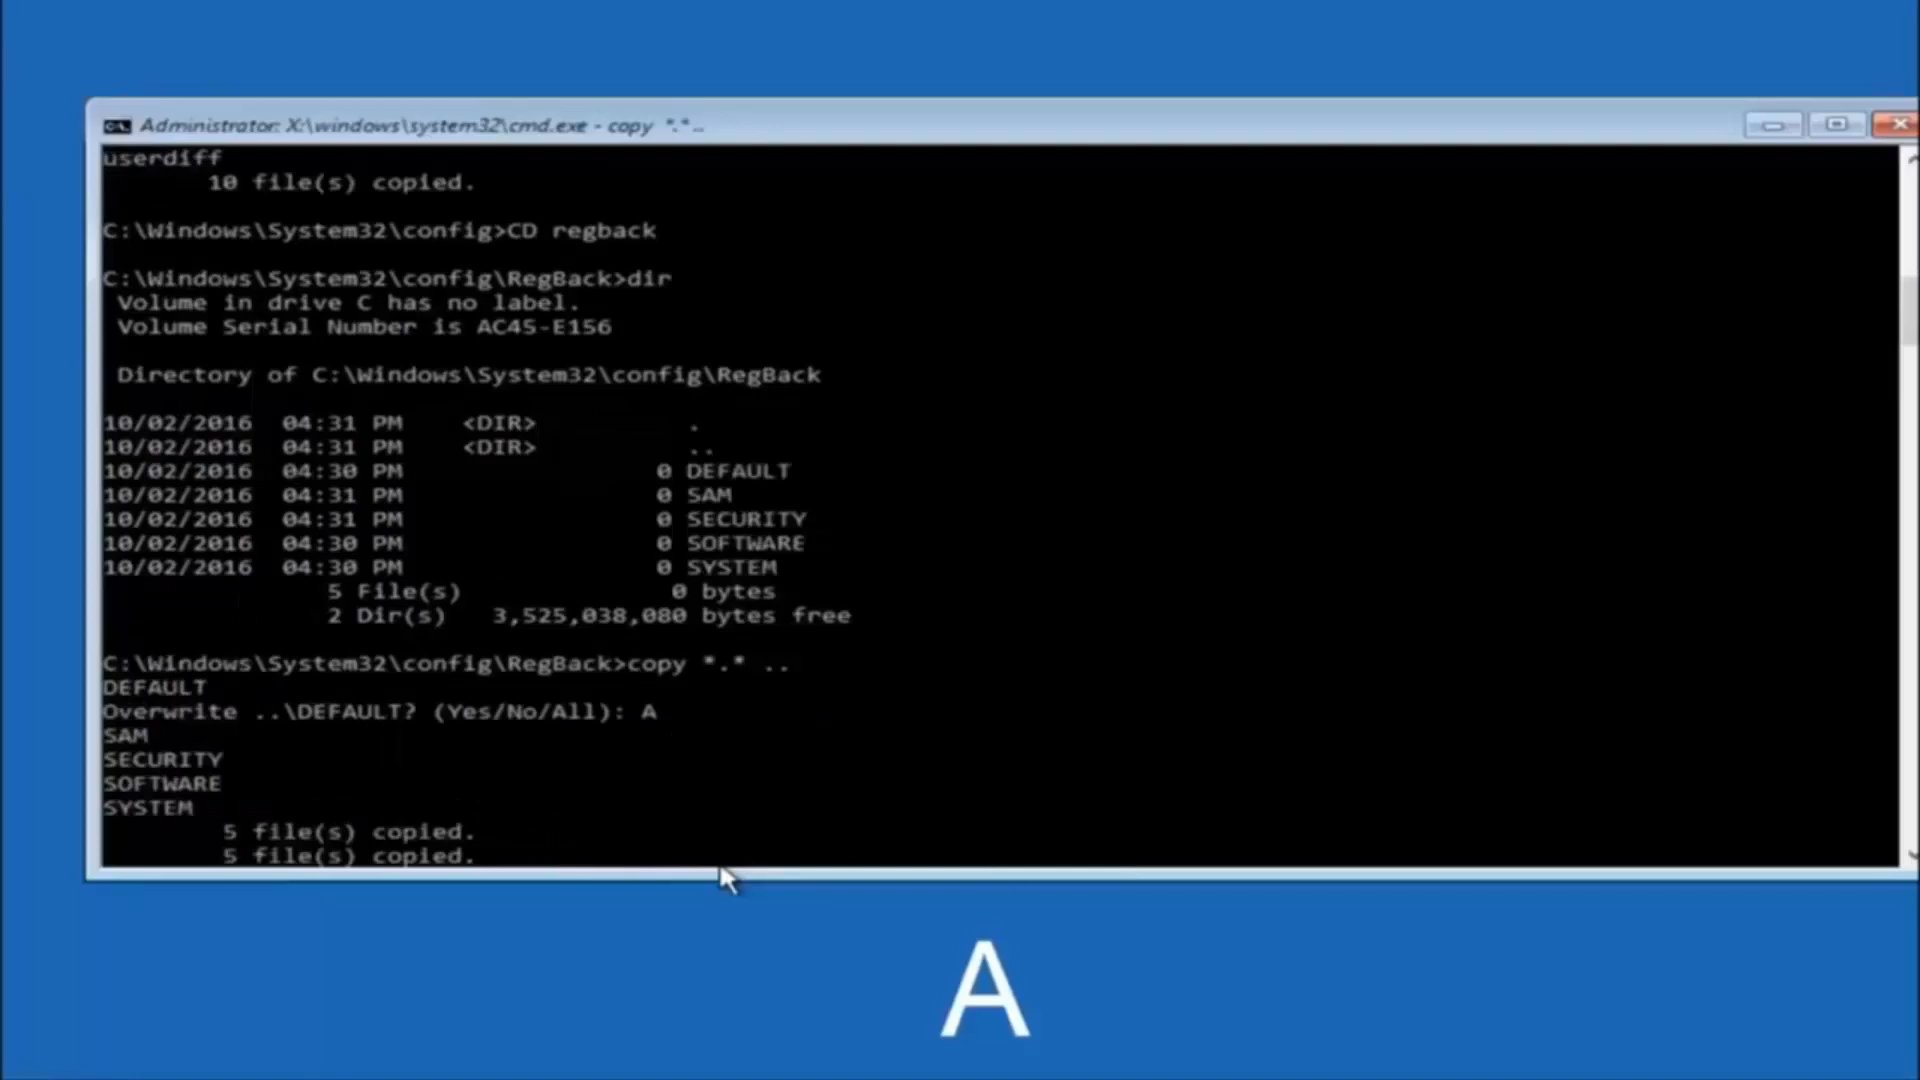 Administrator: X:\windows\system32\cmd.exe - copy *.* ..
userdiff
10 file(s) copied.
C:\Windows\System32\config>CD regback
C:\Windows\System32\config\RegBack>dir
Volume in drive C has no label.
Volume Serial Number is AC45-E156
Directory of C:\Windows\System32\config\RegBack
10/02/2016 04:31 PM <DIR> .
10/02/2016 04:31 PM <DIR> ..
10/02/2016 04:30 PM 0 DEFAULT
10/02/2016 04:31 PM 0 SAM
10/02/2016 04:31 PM 0 SECURITY
10/02/2016 04:30 PM 0 SOFTWARE
10/02/2016 04:30 PM 0 SYSTEM
5 File(s) 0 bytes
2 Dir(s) 3,525,038,080 bytes free
C:\Windows\System32\config\RegBack>copy *.* ..
DEFAULT
Overwrite ..\DEFAULT? (Yes/No/All): A
SAM
SECURITY
SOFTWARE
SYSTEM
5 file(s) copied.
5 file(s) copied.
A